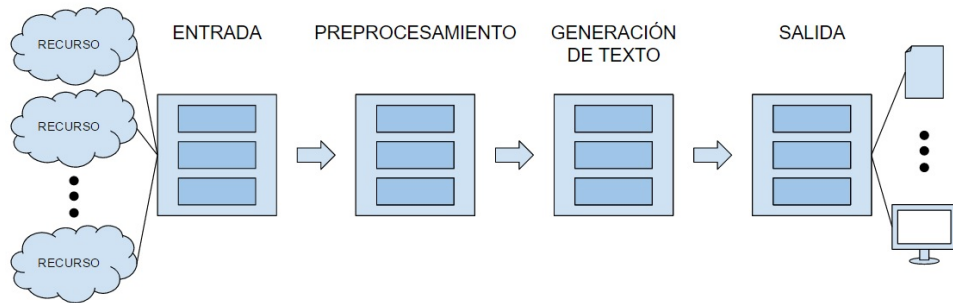 ENTRADA
PREPROCESAMIENTO
GENERACIÓN
DE TEXTO
SALIDA
RECURSO
RECURSO
RECURSO